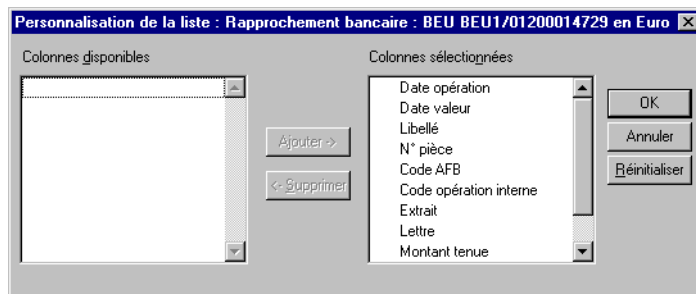 Personnalisation de la liste : Rapprochement bancaire : BEU BEU1/01200014729 en Euro
Colonnes disponibles
Colonnes sélectionnées
Date opération
Date valeur
Libellé
N° pièce
Code AFB
Code opération interne
Extrait
Lettre
Montant tenue
Ajouter ->
<- Supprimer
OK
Annuler
Réinitialiser